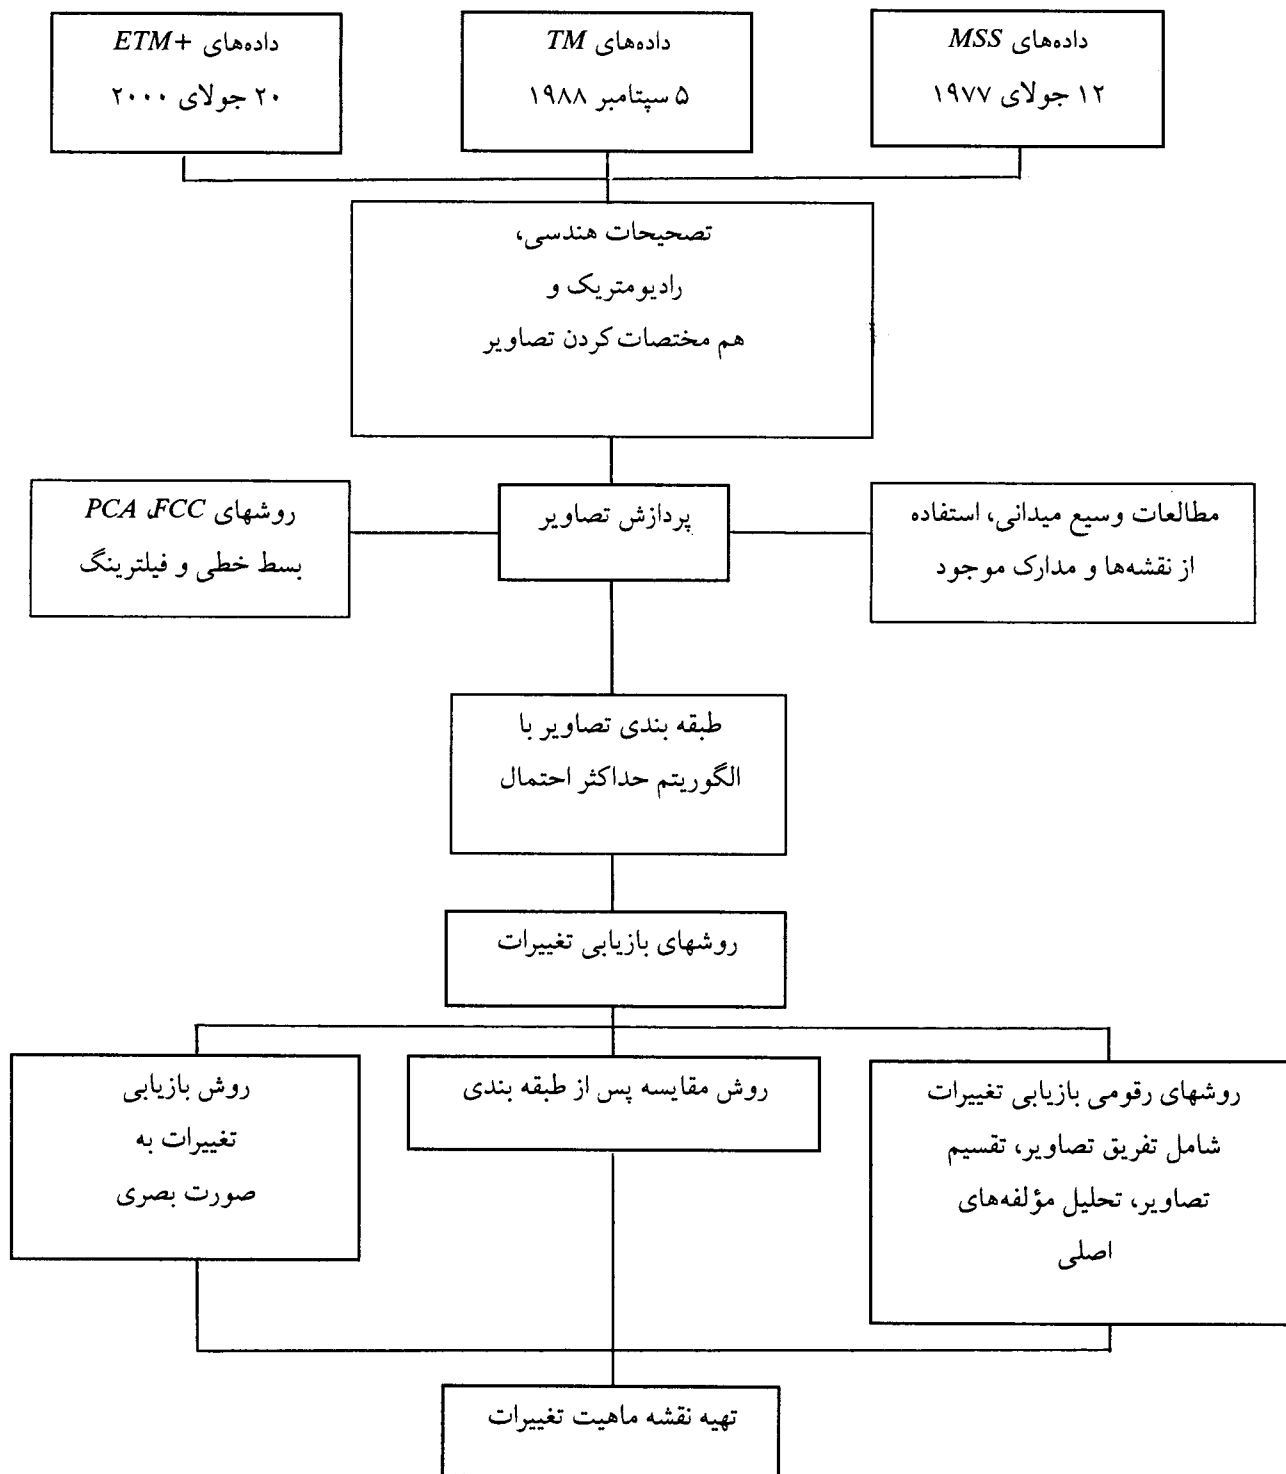 داده‌های MSS
۱۲ جولای ۱۹۷۷
داده‌های TM
۵ سپتامبر ۱۹۸۸
داده‌های ETM+
۲۰ جولای ۲۰۰۰
تصحیحات هندسی،
رادیومتریک و
هم مختصات کردن تصاویر
مطالعات وسیع میدانی، استفاده
از نقشه‌ها و مدارک موجود
پردازش تصاویر
روشهای PCA ،FCC
بسط خطی و فیلترینگ
طبقه بندی تصاویر با
الگوریتم حداکثر احتمال
روشهای بازیابی تغییرات
روشهای رقومی بازیابی تغییرات
شامل تفریق تصاویر، تقسیم
تصاویر، تحلیل مؤلفه‌های
اصلی
روش مقایسه پس از طبقه بندی
روش بازیابی
تغییرات به
صورت بصری
تهیه نقشه ماهیت تغییرات